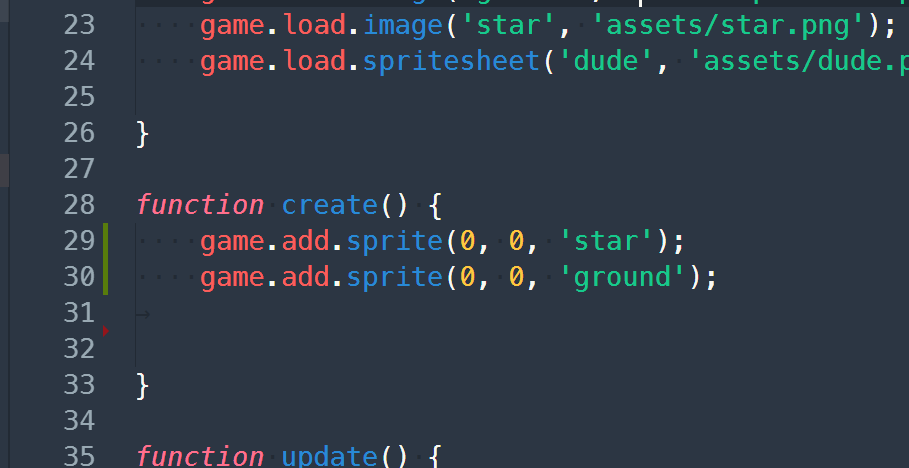 23 game.load.image('star', 'assets/star.png');
24 game.load.spritesheet('dude', 'assets/dude.p
25
26 }
27
28 function create() {
29 game.add.sprite(0, 0, 'star');
30 game.add.sprite(0, 0, 'ground');
31
32
33 }
34
35 function update() {